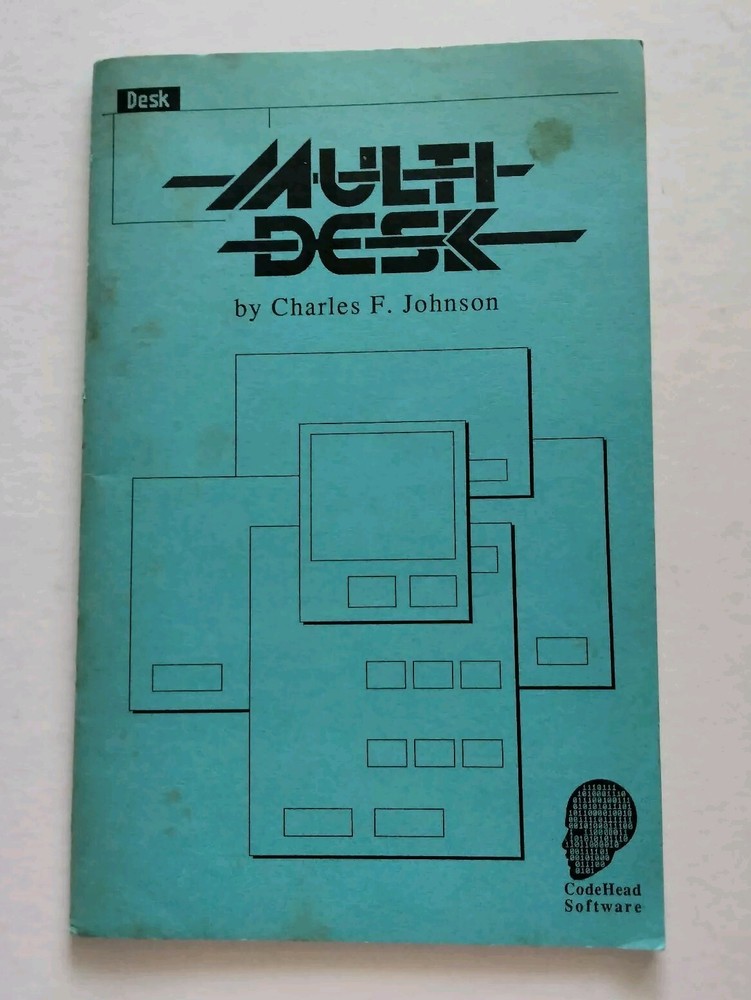 Desk
MULTI
DESK
by Charles F. Johnson
CodeHead
Software